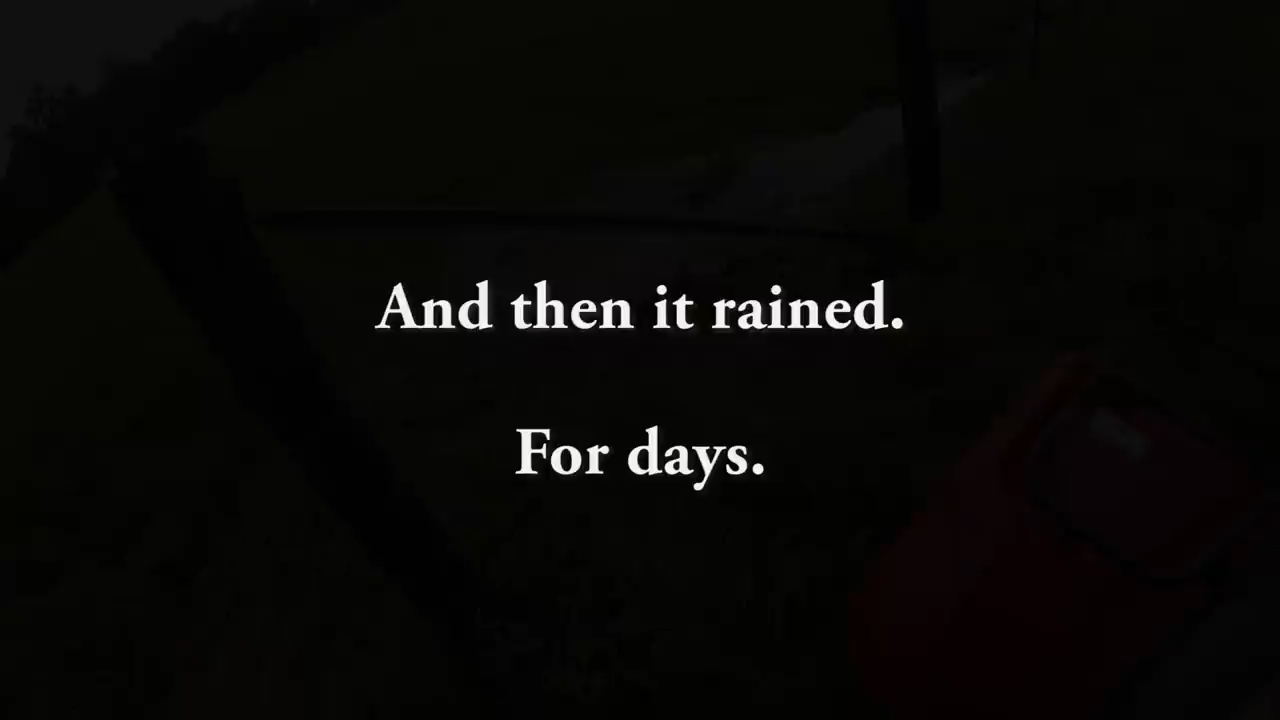 And then it rained.
For days.